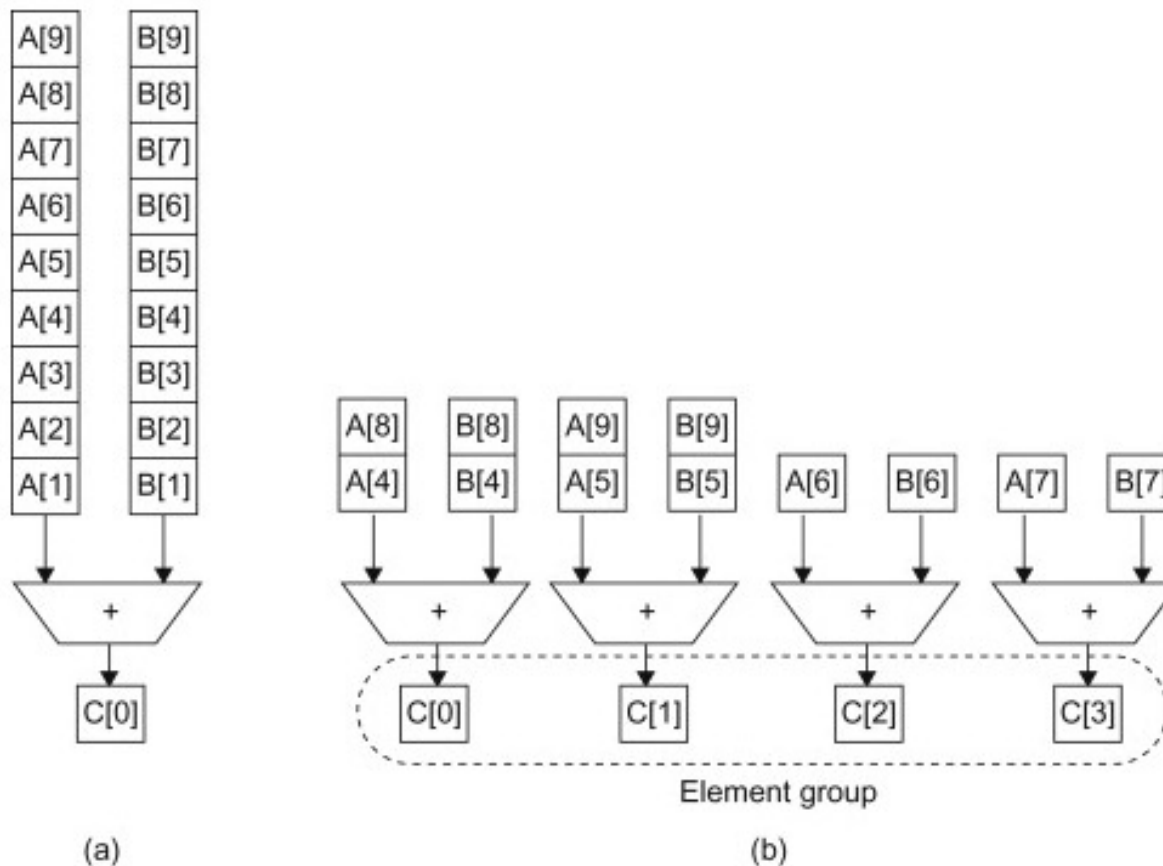 A[9] B[9]
A[8] B[8]
A[7] B[7]
A[6] B[6]
A[5] B[5]
A[4] B[4]
A[3] B[3]
A[2] B[2] A[8] B[8] A[9] B[9]
A[1] B[1] A[4] B[4] A[5] B[5] A[6] B[6] A[7] B[7]
+ + + + +
C[0] C[0] C[1] C[2] C[3]
Element group
(a) (b)